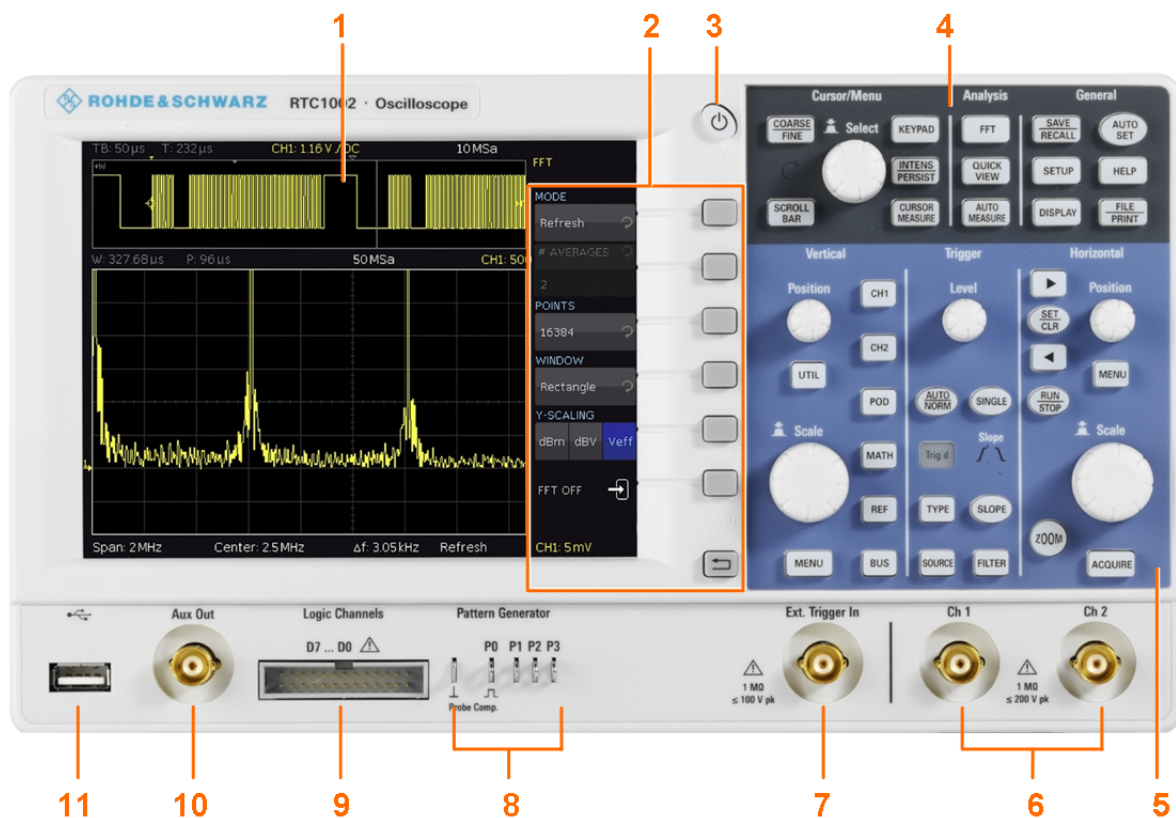 1
2
3
4
ROHDE&SCHWARZ RTC1002 · Oscilloscope
Cursor/Menu
Analysis
General
COARSE
FINE
Select
KEYPAD
FFT
SAVE
RECALL
AUTO
SET
INTENS
PERSIST
QUICK
VIEW
SETUP
HELP
SCROLL
BAR
CURSOR
MEASURE
AUTO
MEASURE
DISPLAY
FILE
PRINT
TB: 50µs T: 232µs CH1: 1.16 V / DC 10MSa
FFT
MODE
Refresh
# AVERAGES
2
POINTS
16384
WINDOW
Rectangle
Y-SCALING
dBm dBV Veff
FFT OFF
CH1: 5mV
W: 327.68µs P: 96µs 50MSa CH1: 500
Span: 2MHz Center: 2.5MHz Δf: 3.05kHz Refresh
Vertical
Trigger
Horizontal
Position
CH1
Level
Position
SET
CLR
CH2
UTIL
MENU
POD
AUTO
NORM
SINGLE
RUN
STOP
Scale
MATH
Trig'd
Slope
Scale
REF
TYPE
SLOPE
ZOOM
MENU
BUS
SOURCE
FILTER
ACQUIRE
Aux Out
Logic Channels
Pattern Generator
Ext. Trigger In
Ch 1
Ch 2
D7 ... D0
P0 P1 P2 P3
Probe Comp.
1 MΩ
≤ 100 V pk
1 MΩ
≤ 200 V pk
11
10
9
8
7
6
5